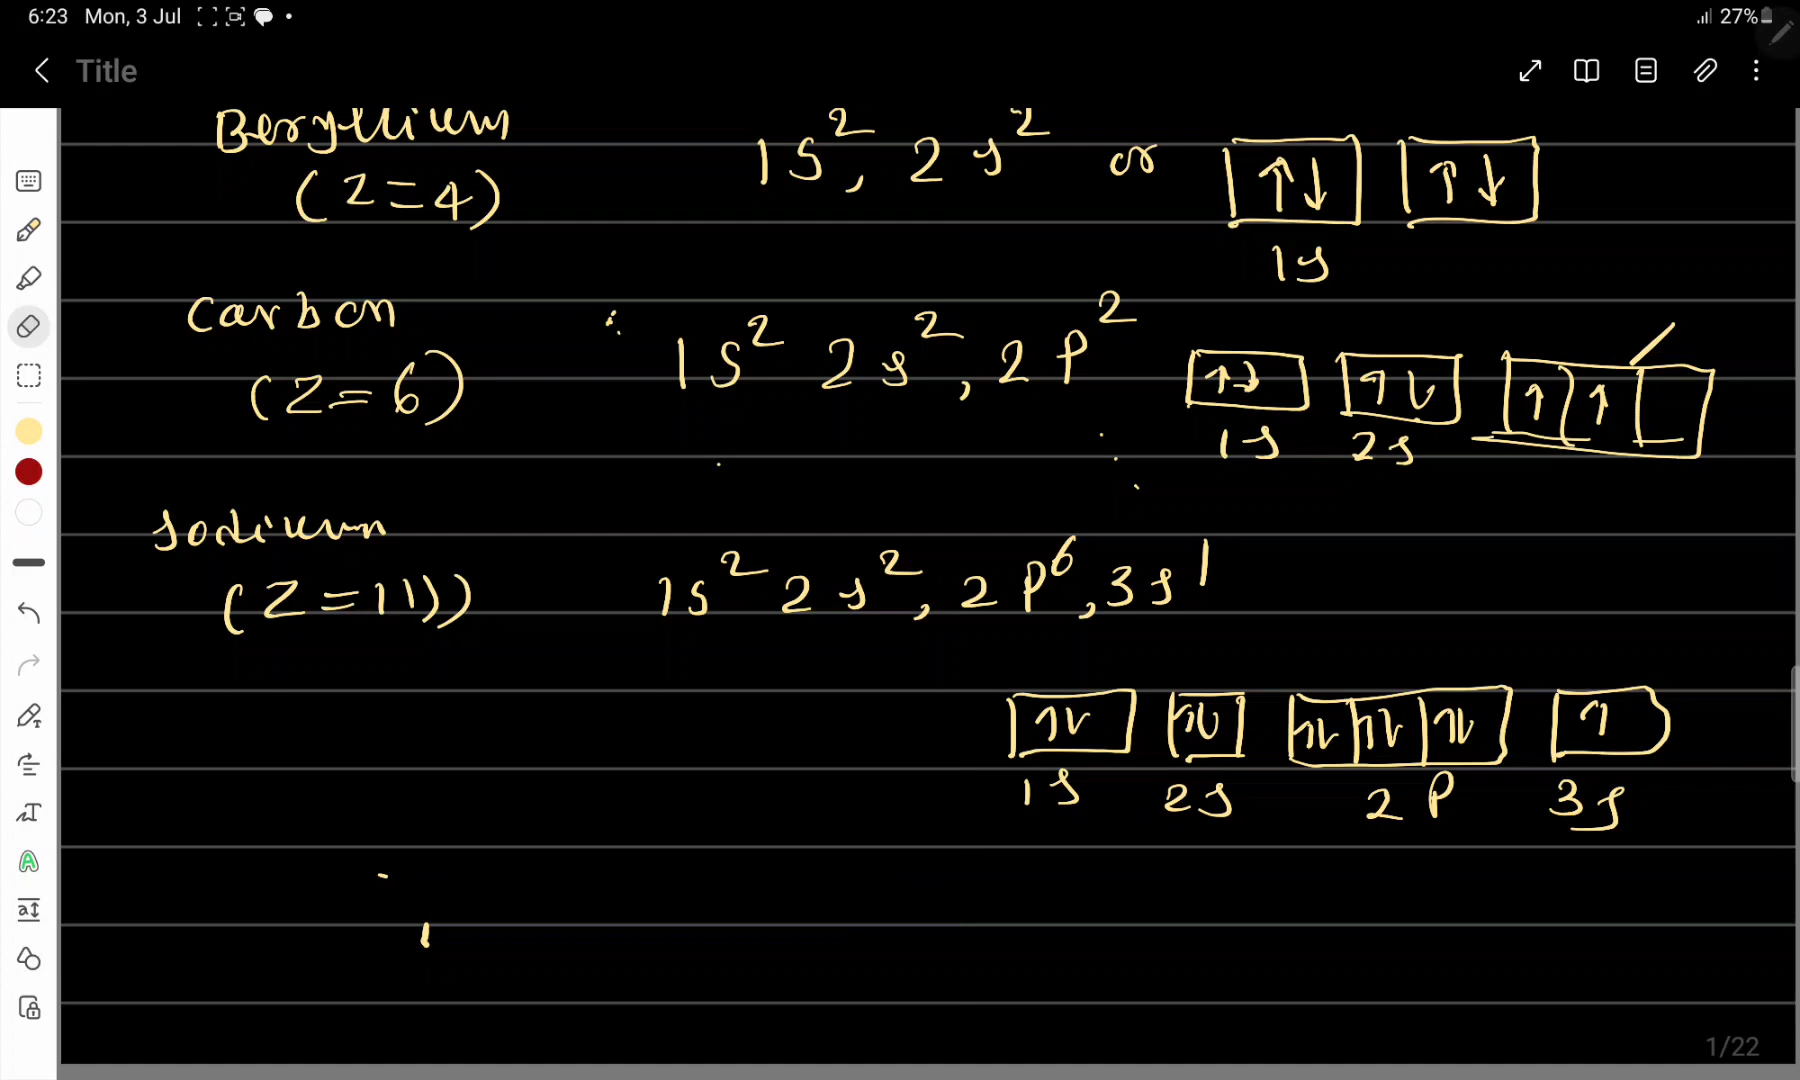 6:23 Mon, 3 Jul 27%
Title
Beryllium 1s², 2s² or ↑↓ ↑↓
(Z=4)
1s
Carbon : 1s² 2s², 2p² ↑↓ ↑↓ ↑ ↑
(Z=6)
1s 2s
Sodium
(Z=11)) 1s² 2s², 2p⁶, 3s¹
↑↓ ↑↓ ↑↓ ↑↓ ↑↓ ↑
1s 2s 2p 3s
1/22